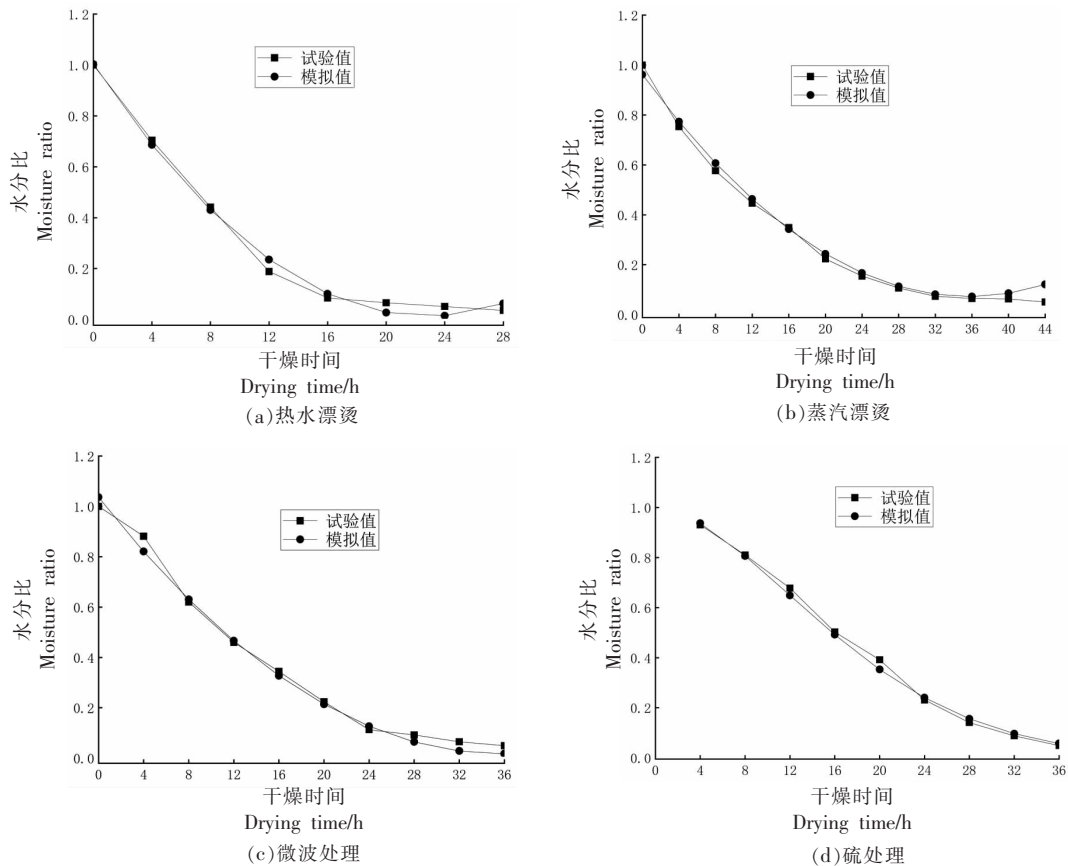 1.2
1.0
0.8
0.6
0.4
0.2
0.0
水分比
Moisture ratio
试验值
模拟值
0 4 8 12 16 20 24 28
干燥时间
Drying time/h
(a)热水漂烫
1.2
1.0
0.8
0.6
0.4
0.2
0.0
水分比
Moisture ratio
试验值
模拟值
0 4 8 12 16 20 24 28 32 36 40 44
干燥时间
Drying time/h
(b)蒸汽漂烫
1.2
1.0
0.8
0.6
0.4
0.2
0.0
水分比
Moisture ratio
试验值
模拟值
0 4 8 12 16 20 24 28 32 36
干燥时间
Drying time/h
(c)微波处理
1.2
1.0
0.8
0.6
0.4
0.2
0.0
水分比
Moisture ratio
试验值
模拟值
0 4 8 12 16 20 24 28 32 36
干燥时间
Drying time/h
(d)硫处理